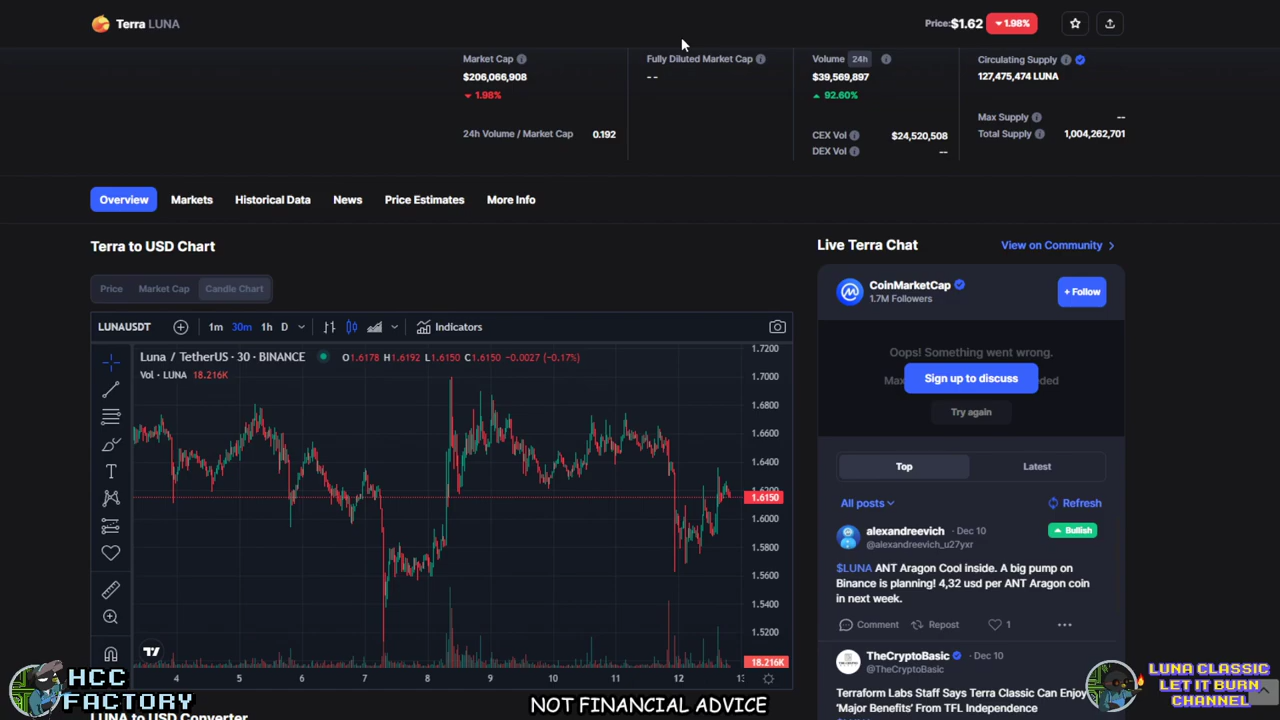 Terra LUNA
Price: $1.62 1.98%
Market Cap
$206,066,908
1.98%
24h Volume / Market Cap 0.192
Fully Diluted Market Cap
- -
Volume 24h
$39,569,897
92.60%
CEX Vol $24,520,508
DEX Vol --
Circulating Supply
127,475,474 LUNA
Max Supply --
Total Supply 1,004,262,701
Overview Markets Historical Data News Price Estimates More Info
Terra to USD Chart
Price Market Cap Candle Chart
LUNAUSDT 1m 30m 1h D Indicators
Luna / TetherUS · 30 · BINANCE O1.6178 H1.6192 L1.6150 C1.6150 -0.0027 (-0.17%)
Vol · LUNA 18.216K
1.7200
1.7000
1.6800
1.6600
1.6400
1.6200
1.6150
1.6000
1.5800
1.5600
1.5400
1.5200
18.216K
4 5 6 7 8 9 10 11 12 13
Live Terra Chat View on Community
CoinMarketCap
1.7M Followers
+ Follow
Oops! Something went wrong.
Sign up to discuss
Try again
Top Latest
All posts Refresh
alexandreevich · Dec 10 Bullish
@alexandreevich_u27yxr
$LUNA ANT Aragon Cool inside. A big pump on
Binance is planning! 4,32 usd per ANT Aragon coin
in next week.
Comment Repost 1 •••
TheCryptoBasic · Dec 10
@TheCryptoBasic
Terraform Labs Staff Says Terra Classic Can Enjoy
'Major Benefits' From TFL Independence
HCC
FACTORY
NOT FINANCIAL ADVICE
LUNA CLASSIC
LET IT BURN
CHANNEL
LUNA to USD Converter